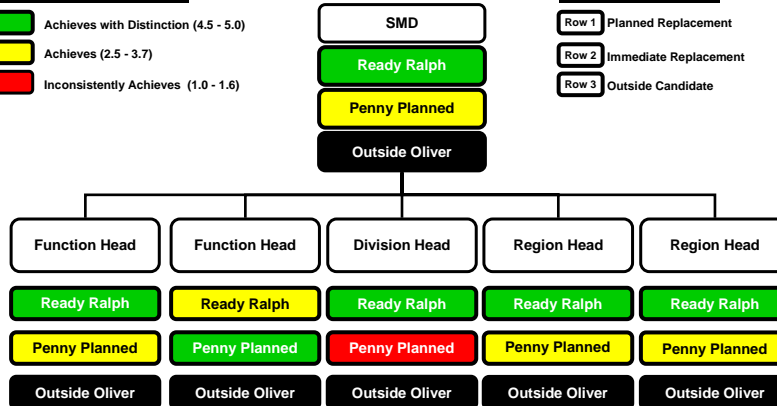 Achieves with Distinction (4.5 - 5.0)
Achieves (2.5 - 3.7)
Inconsistently Achieves (1.0 - 1.6)
SMD
Ready Ralph
Penny Planned
Outside Oliver
Row 1 Planned Replacement
Row 2 Immediate Replacement
Row 3 Outside Candidate
Function Head
Function Head
Division Head
Region Head
Region Head
Ready Ralph
Ready Ralph
Ready Ralph
Ready Ralph
Ready Ralph
Penny Planned
Penny Planned
Penny Planned
Penny Planned
Penny Planned
Outside Oliver
Outside Oliver
Outside Oliver
Outside Oliver
Outside Oliver